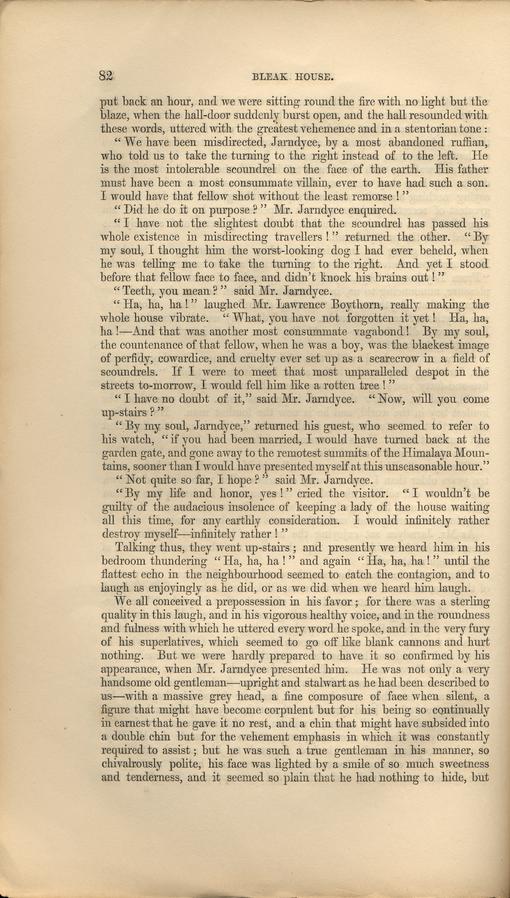 82
BLEAK HOUSE.
put back an hour, and we were sitting round the fire with no light but the
blaze, when the hall-door suddenly burst open, and the hall resounded with
these words, uttered with the greatest vehemence and in a stentorian tone :
“ We have been misdirected, Jarndyce, by a most abandoned ruffian,
who told us to take the turning to the right instead of to the left. He
is the most intolerable scoundrel on the face of the earth. His father
must have been a most consummate villain, ever to have had such a son.
I would have that fellow shot without the least remorse ! ”
“ Did he do it on purpose ? ” Mr. Jarndyce enquired.
“ I have not the slightest doubt that the scoundrel has passed his
whole existence in misdirecting travellers ! ” returned the other. “ By
my soul, I thought him the worst-looking dog I had ever beheld, when
he was telling me to take the turning to the right. And yet I stood
before that fellow face to face, and didn't knock his brains out ! ”
“ Teeth, you mean ? ” said Mr. Jarndyce.
“ Ha, ha, ha ! ” laughed Mr. Lawrence Boythorn, really making the
whole house vibrate. “ What, you have not forgotten it yet ! Ha, ha,
ha !—And that was another most consummate vagabond ! By my soul,
the countenance of that fellow, when he was a boy, was the blackest image
of perfidy, cowardice, and cruelty ever set up as a scarecrow in a field of
scoundrels. If I were to meet that most unparalleled despot in the
streets to-morrow, I would fell him like a rotten tree ! ”
“ I have no doubt of it,” said Mr. Jarndyce. “ Now, will you come
up-stairs ? ”
“ By my soul, Jarndyce,” returned his guest, who seemed to refer to
his watch, “ if you had been married, I would have turned back at the
garden gate, and gone away to the remotest summits of the Himalaya Moun-
tains, sooner than I would have presented myself at this unseasonable hour.”
“ Not quite so far, I hope ? ” said Mr. Jarndyce.
“ By my life and honor, yes ! ” cried the visitor. “ I wouldn't be
guilty of the audacious insolence of keeping a lady of the house waiting
all this time, for any earthly consideration. I would infinitely rather
destroy myself—infinitely rather ! ”
Talking thus, they went up-stairs ; and presently we heard him in his
bedroom thundering “ Ha, ha, ha ! ” and again “ Ha, ha, ha ! ” until the
flattest echo in the neighbourhood seemed to catch the contagion, and to
laugh as enjoyingly as he did, or as we did when we heard him laugh.
We all conceived a prepossession in his favor ; for there was a sterling
quality in this laugh, and in his vigorous healthy voice, and in the roundness
and fulness with which he uttered every word he spoke, and in the very fury
of his superlatives, which seemed to go off like blank cannons and hurt
nothing. But we were hardly prepared to have it so confirmed by his
appearance, when Mr. Jarndyce presented him. He was not only a very
handsome old gentleman—upright and stalwart as he had been described to
us—with a massive grey head, a fine composure of face when silent, a
figure that might have become corpulent but for his being so continually
in earnest that he gave it no rest, and a chin that might have subsided into
a double chin but for the vehement emphasis in which it was constantly
required to assist ; but he was such a true gentleman in his manner, so
chivalrously polite, his face was lighted by a smile of so much sweetness
and tenderness, and it seemed so plain that he had nothing to hide, but